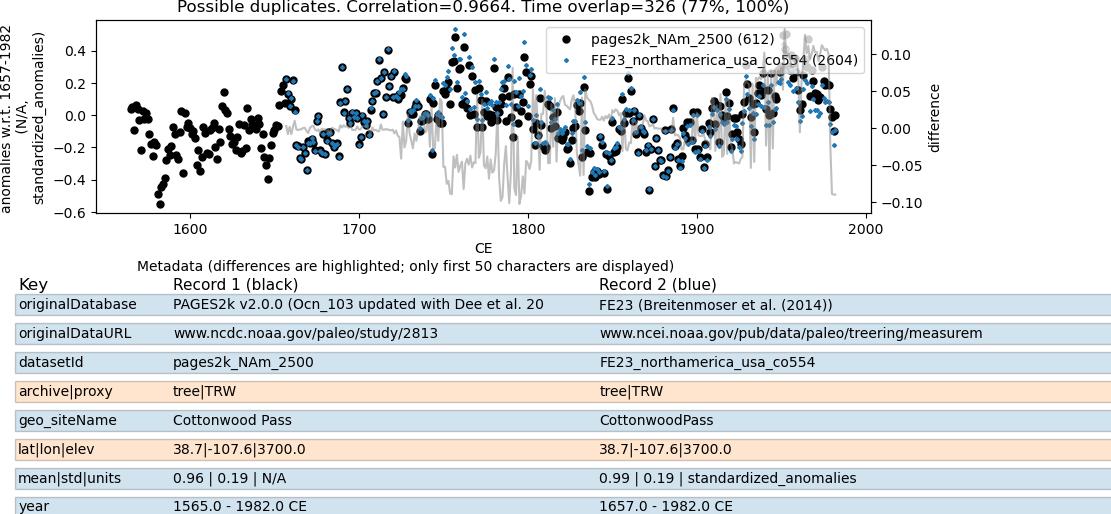 Possible duplicates. Correlation=0.9664. Time overlap=326 (77%, 100%)
anomalies w.r.t. 1657-1982
(N/A,
standardized_anomalies)
0.4
0.2
0.0
−0.2
−0.4
−0.6
pages2k_NAm_2500 (612)
FE23_northamerica_usa_co554 (2604)
0.10
0.05
0.00
−0.05
−0.10
difference
1600 1700 1800 1900 2000
CE
Metadata (differences are highlighted; only first 50 characters are displayed)
Key Record 1 (black) Record 2 (blue)
originalDatabase PAGES2k v2.0.0 (Ocn_103 updated with Dee et al. 20 FE23 (Breitenmoser et al. (2014))
originalDataURL www.ncdc.noaa.gov/paleo/study/2813 www.ncei.noaa.gov/pub/data/paleo/treering/measurem
datasetId pages2k_NAm_2500 FE23_northamerica_usa_co554
archive|proxy tree|TRW tree|TRW
geo_siteName Cottonwood Pass CottonwoodPass
lat|lon|elev 38.7|-107.6|3700.0 38.7|-107.6|3700.0
mean|std|units 0.96 | 0.19 | N/A 0.99 | 0.19 | standardized_anomalies
year 1565.0 - 1982.0 CE 1657.0 - 1982.0 CE